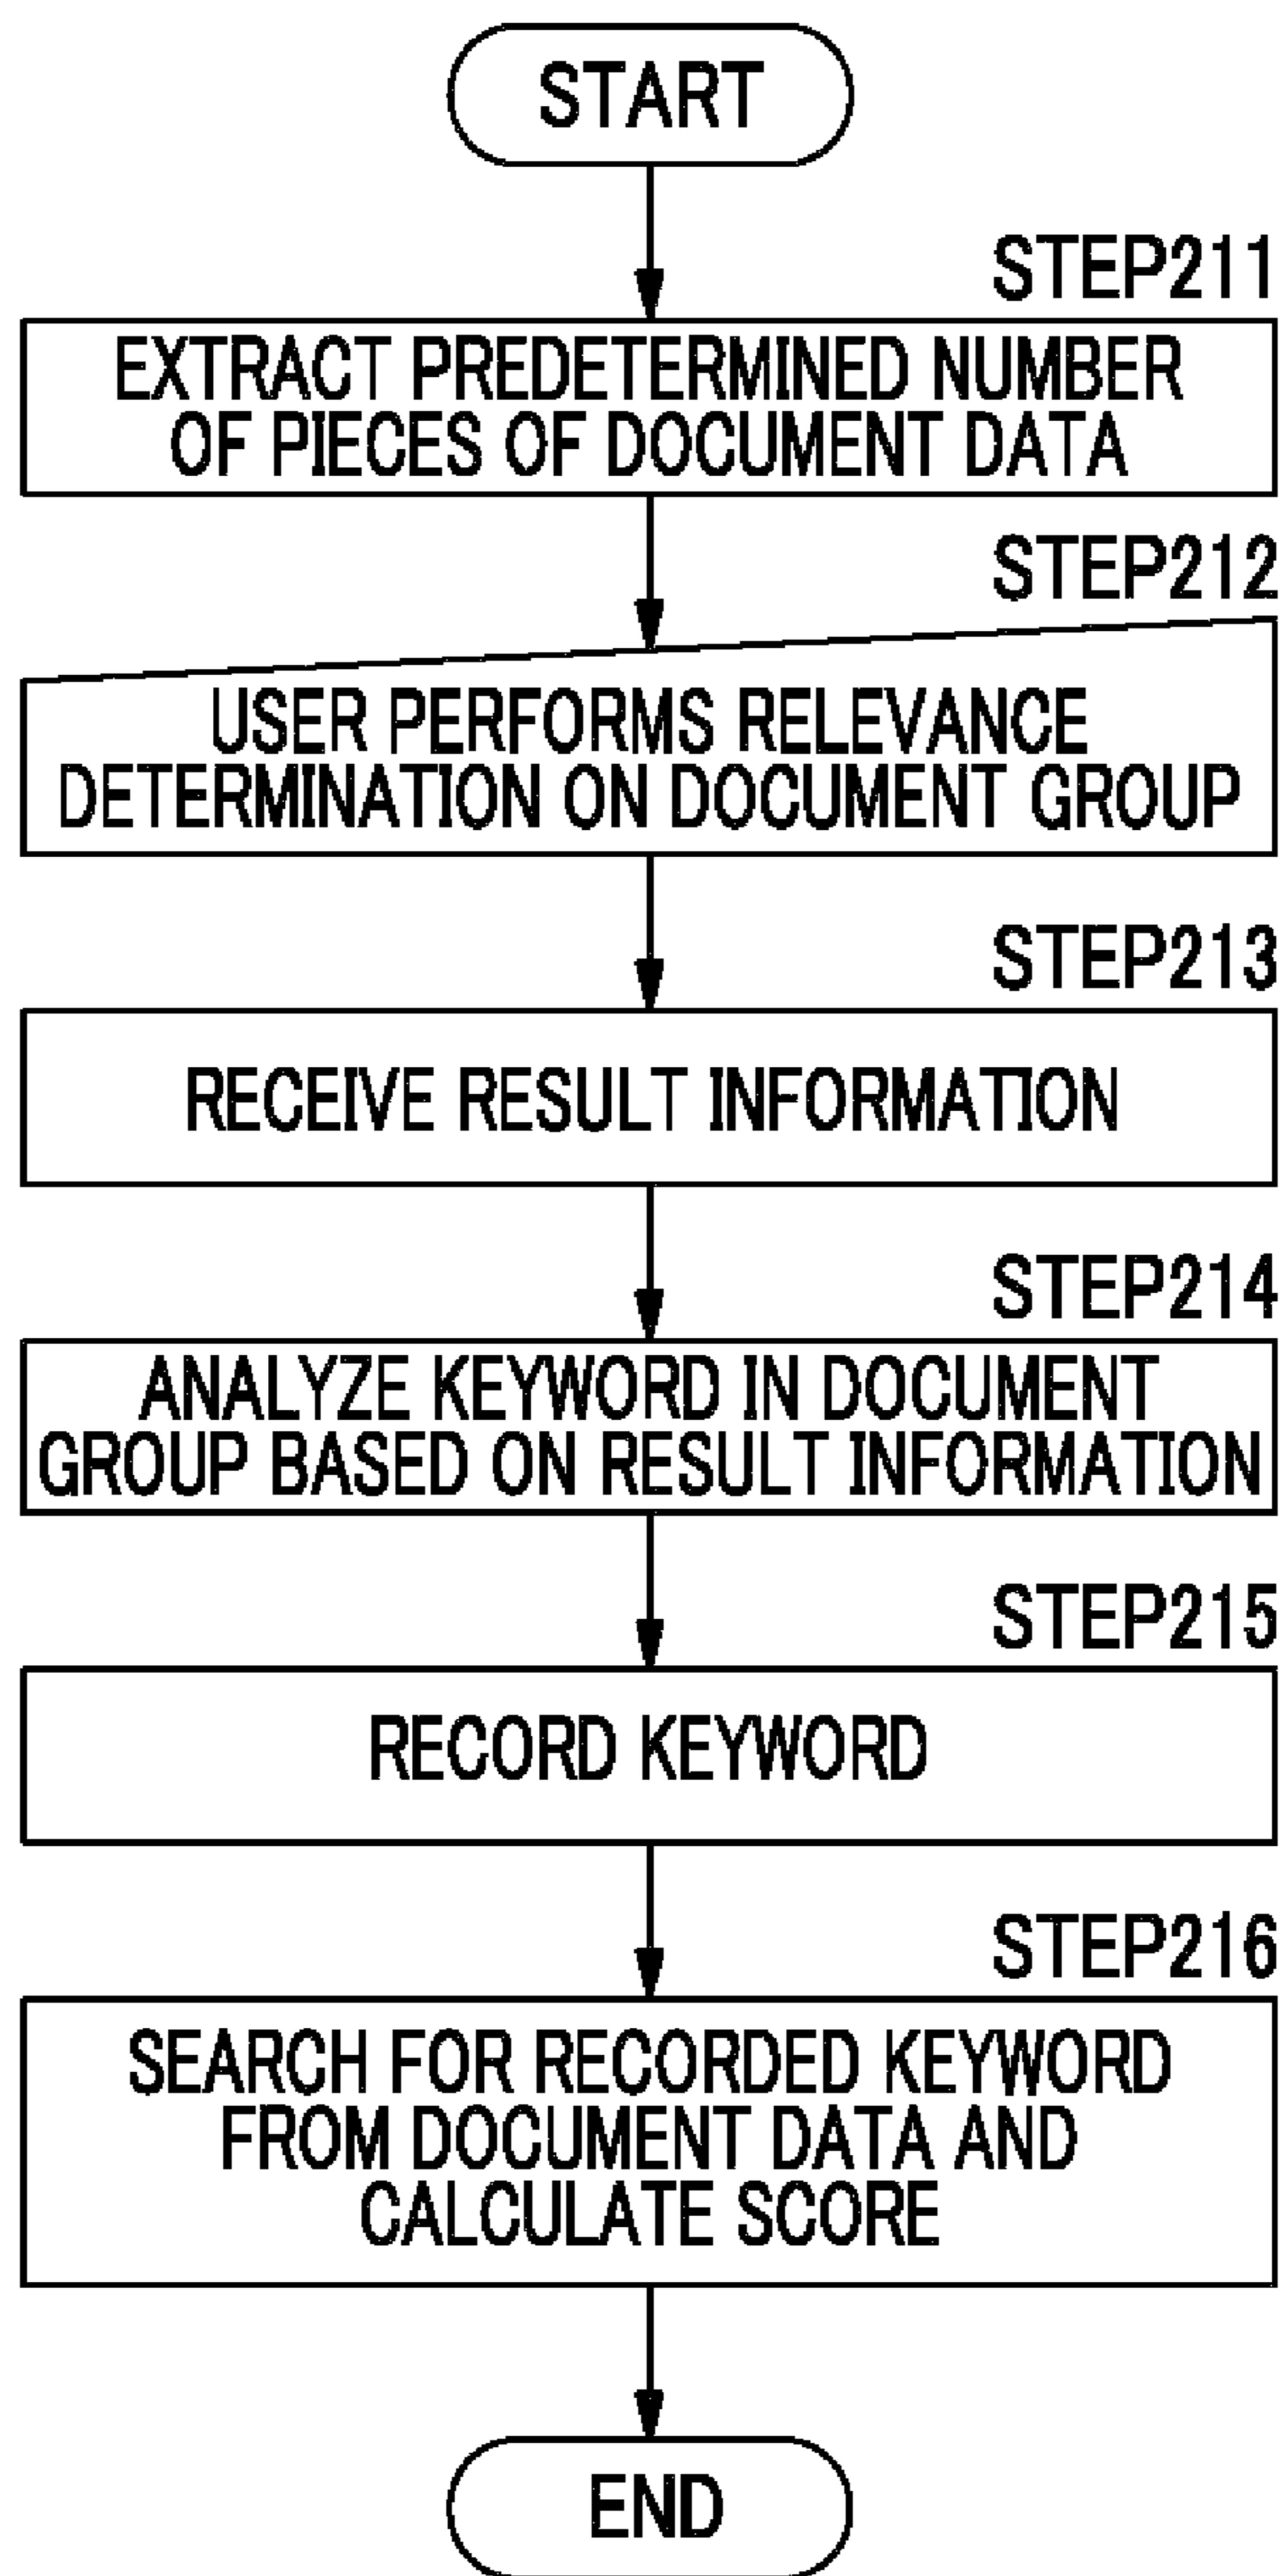 START
STEP211
EXTRACT PREDETERMINED NUMBER
OF PIECES OF DOCUMENT DATA
STEP212
USER PERFORMS RELEVANCE
DETERMINATION ON DOCUMENT GROUP
STEP213
RECEIVE RESULT INFORMATION
STEP214
ANALYZE KEYWORD IN DOCUMENT
GROUP BASED ON RESULT INFORMATION
STEP215
RECORD KEYWORD
STEP216
SEARCH FOR RECORDED KEYWORD
FROM DOCUMENT DATA AND
CALCULATE SCORE
END